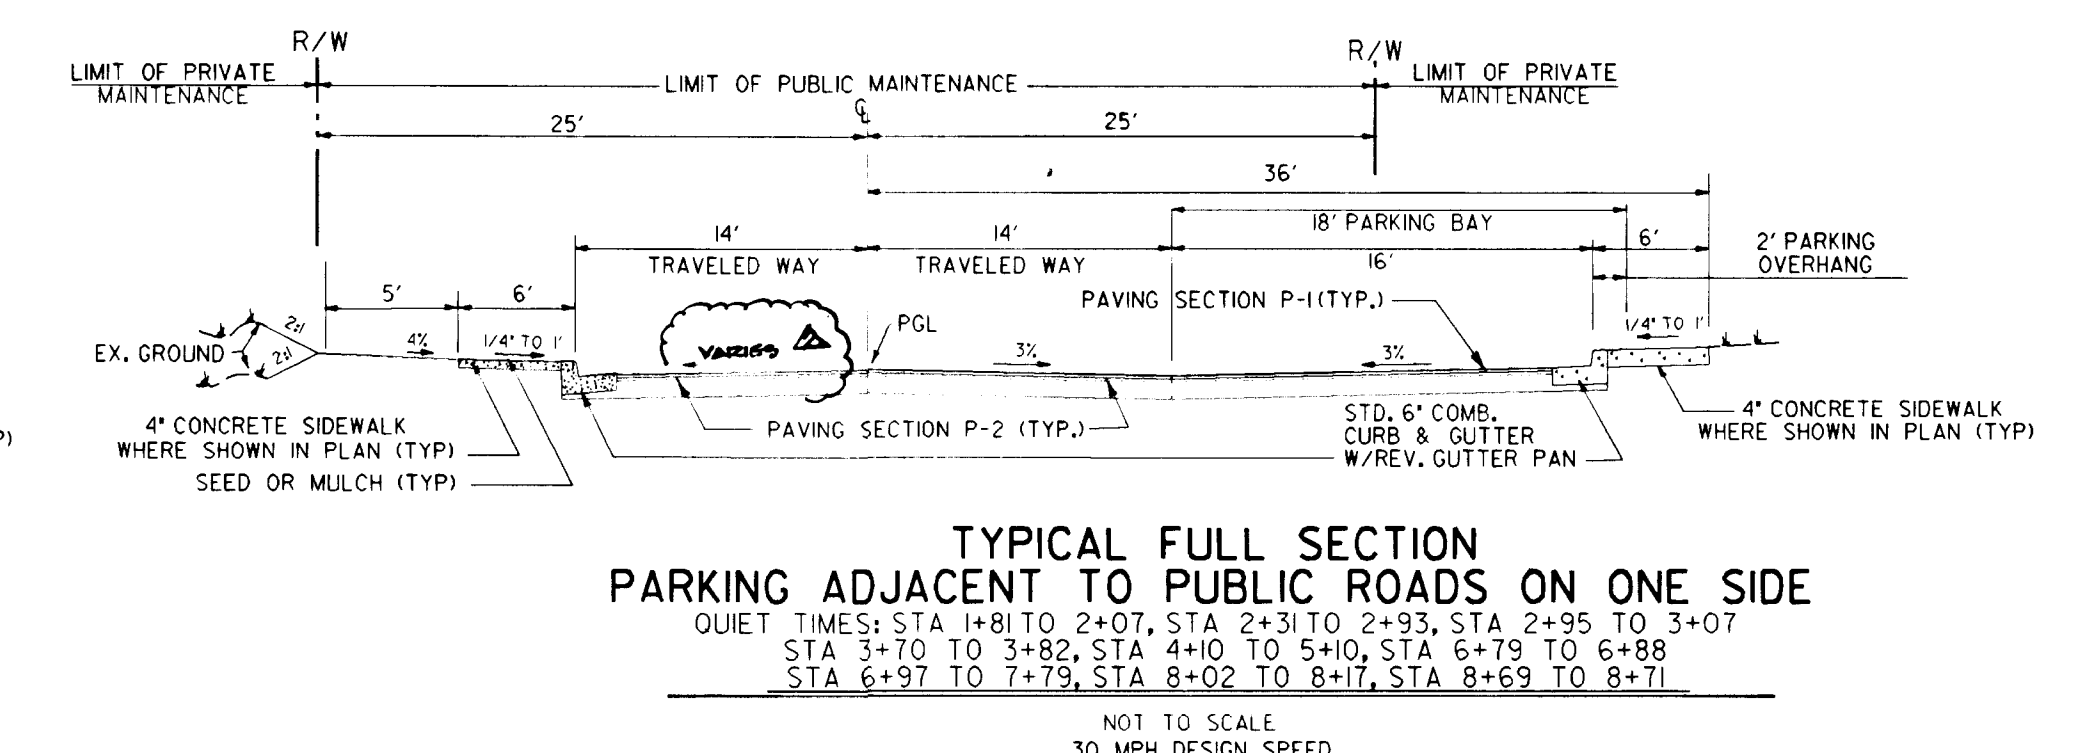 R/W
R/W
LIMIT OF PRIVATE
MAINTENANCE
LIMIT OF PUBLIC MAINTENANCE
LIMIT OF PRIVATE
MAINTENANCE
℄
25'
25'
36'
18' PARKING BAY
14'
14'
6'
2' PARKING
OVERHANG
TRAVELED WAY
TRAVELED WAY
16'
5'
6'
PAVING SECTION P-1 (TYP.)
2:1
EX. GROUND
2:1
4%
1/4" TO 1'
VARIES
PGL
3%
3%
1/4" TO 1'
4" CONCRETE SIDEWALK
WHERE SHOWN IN PLAN (TYP)
SEED OR MULCH (TYP)
PAVING SECTION P-2 (TYP.)
STD. 6" COMB.
CURB & GUTTER
W/REV. GUTTER PAN
4" CONCRETE SIDEWALK
WHERE SHOWN IN PLAN (TYP)
TYPICAL FULL SECTION
PARKING ADJACENT TO PUBLIC ROADS ON ONE SIDE
QUIET TIMES: STA 1+81 TO 2+07, STA 2+31 TO 2+93, STA 2+95 TO 3+07
STA 3+70 TO 3+82, STA 4+10 TO 5+10, STA 6+79 TO 6+88
STA 6+97 TO 7+79, STA 8+02 TO 8+17, STA 8+69 TO 8+71
NOT TO SCALE
30 MPH DESIGN SPEED